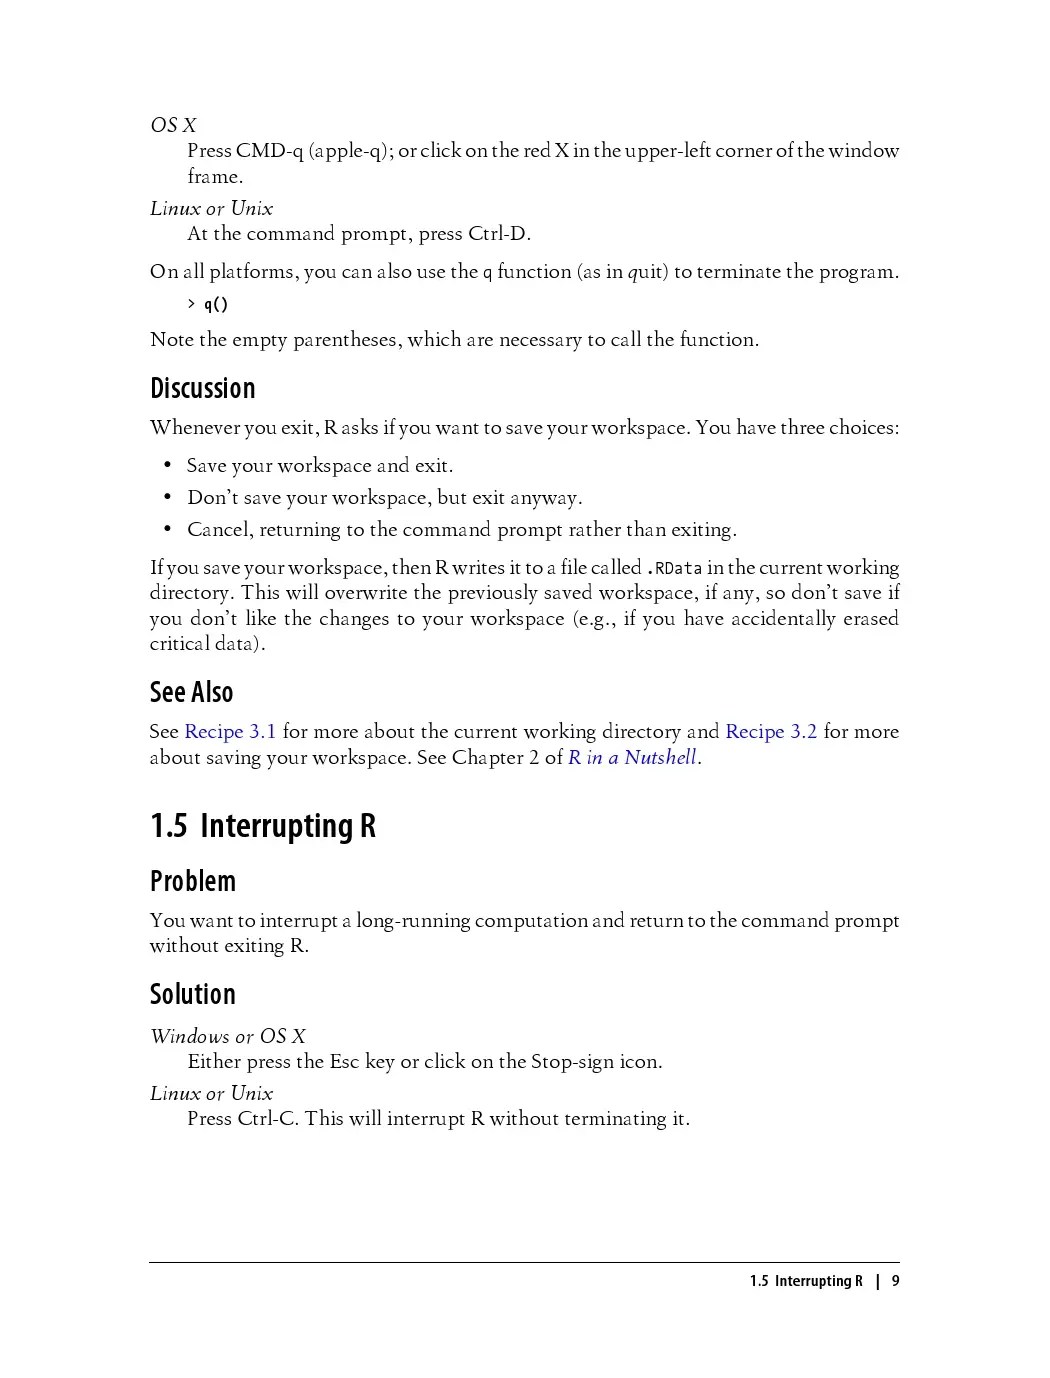 OS X
Press CMD-q (apple-q); or click on the red X in the upper-left corner of the window
frame.
Linux or Unix
At the command prompt, press Ctrl-D.
On all platforms, you can also use the q function (as in quit) to terminate the program.
> q()
Note the empty parentheses, which are necessary to call the function.
Discussion
Whenever you exit, R asks if you want to save your workspace. You have three choices:
• Save your workspace and exit.
• Don’t save your workspace, but exit anyway.
• Cancel, returning to the command prompt rather than exiting.
If you save your workspace, then R writes it to a file called .RData in the current working
directory. This will overwrite the previously saved workspace, if any, so don’t save if
you don’t like the changes to your workspace (e.g., if you have accidentally erased
critical data).
See Also
See Recipe 3.1 for more about the current working directory and Recipe 3.2 for more
about saving your workspace. See Chapter 2 of R in a Nutshell.
1.5 Interrupting R
Problem
You want to interrupt a long-running computation and return to the command prompt
without exiting R.
Solution
Windows or OS X
Either press the Esc key or click on the Stop-sign icon.
Linux or Unix
Press Ctrl-C. This will interrupt R without terminating it.
1.5 Interrupting R | 9